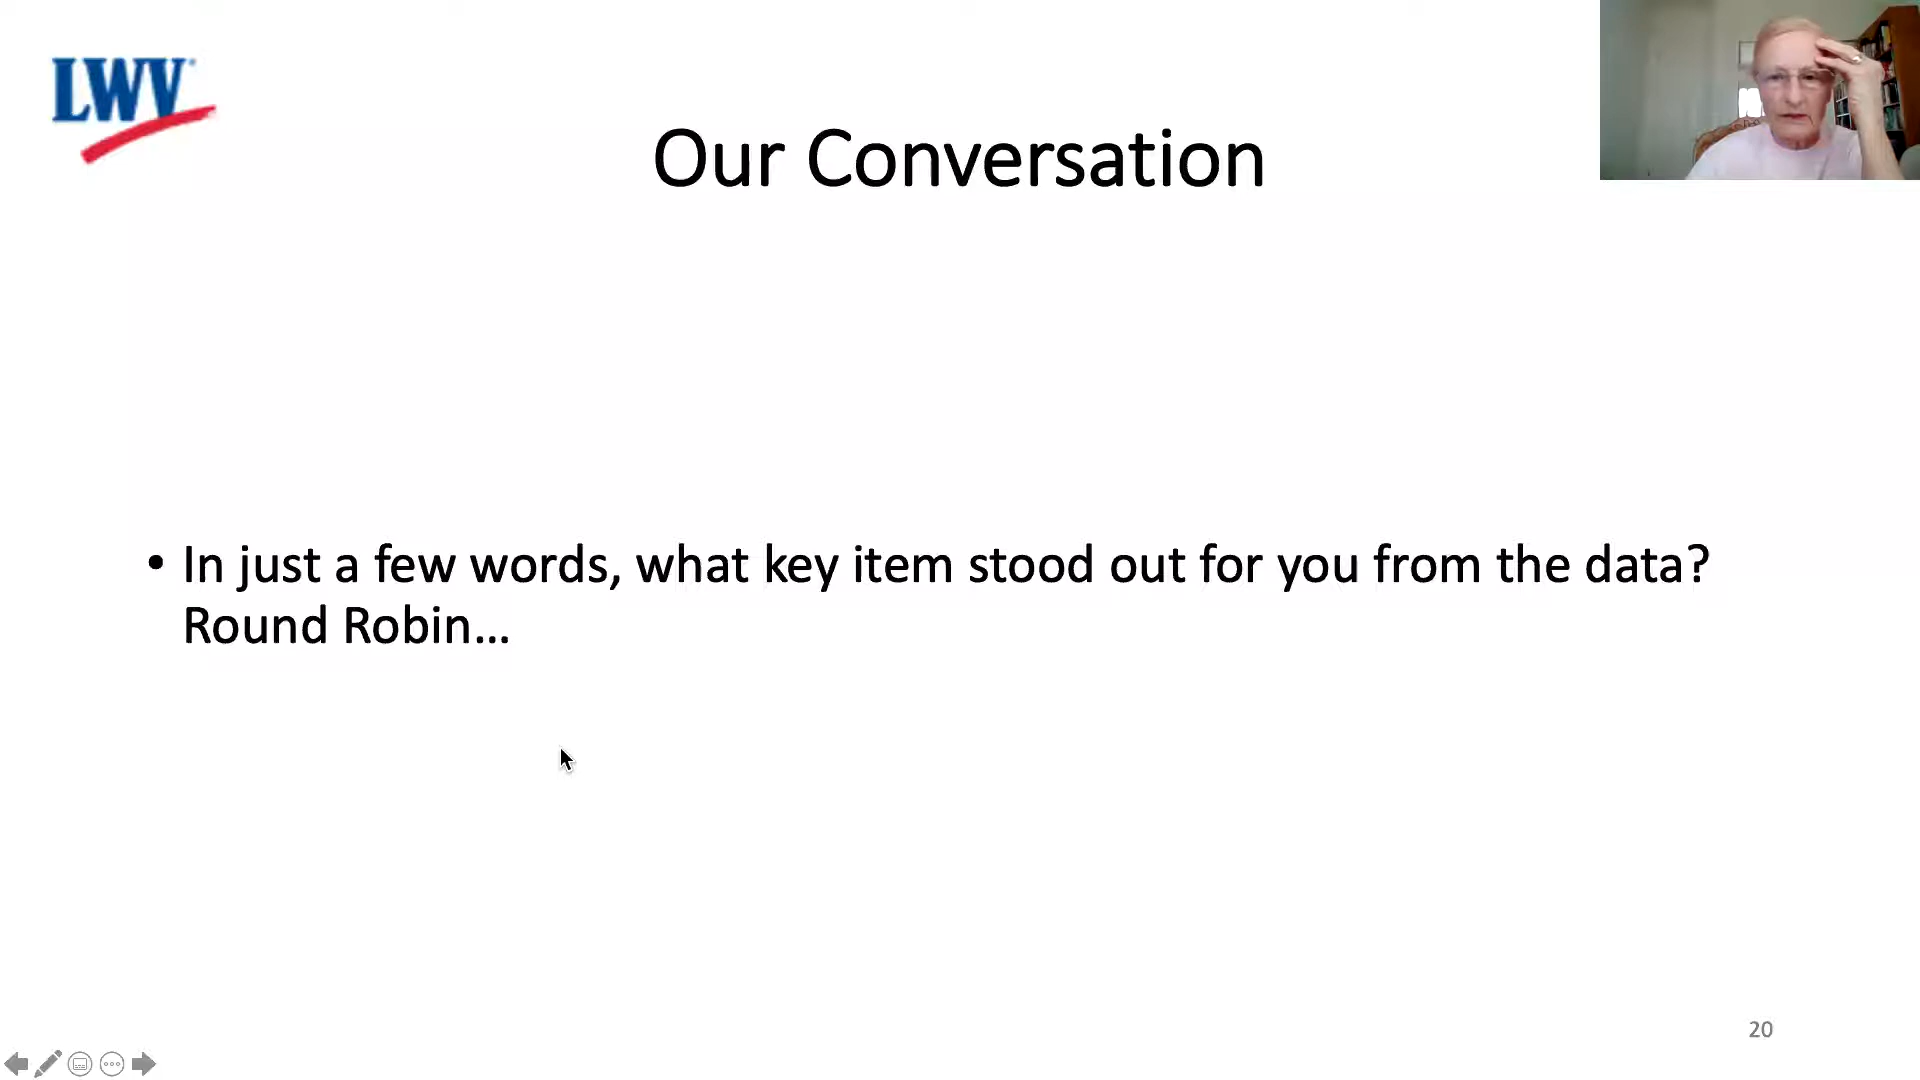 LWV
Our Conversation
• In just a few words, what key item stood out for you from the data?
Round Robin...
20